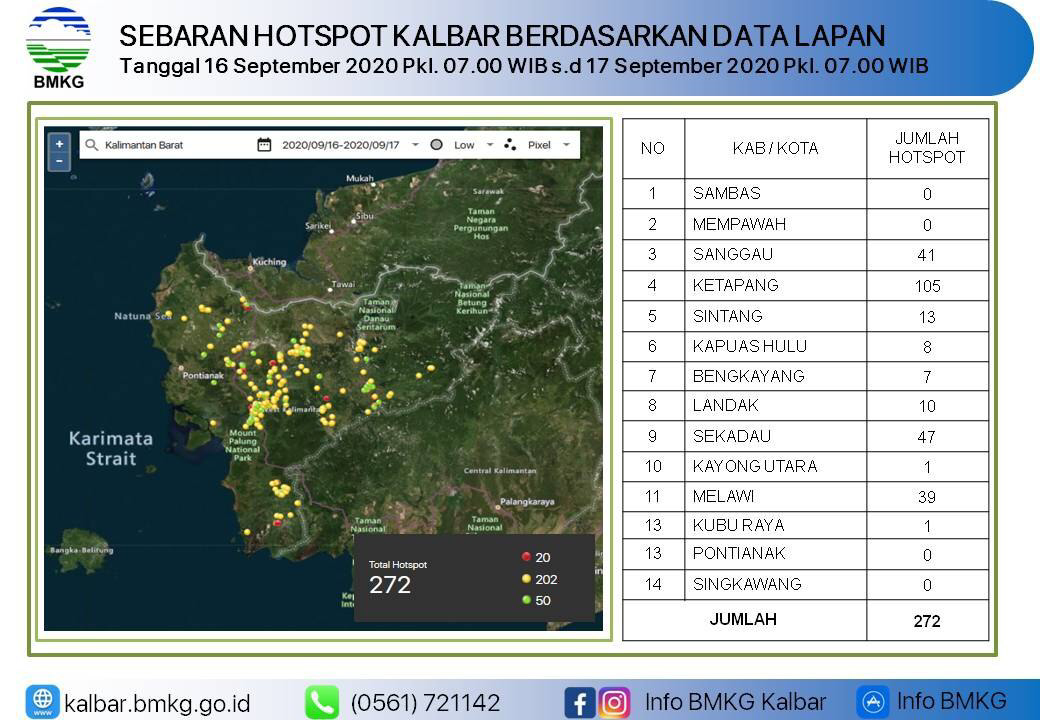 SEBARAN HOTSPOT KALBAR BERDASARKAN DATA LAPAN
Tanggal 16 September 2020 Pkl. 07.00 WIB s.d 17 September 2020 Pkl. 07.00 WIB
BMKG
+
-
Kalimantan Barat 2020/09/16-2020/09/17 Low Pixel
Mukah
Sarawak
Sibu
Sarikei
Taman
Negara
Pergunungan
Hos
Kuching
Tawai
Taman
Nasional
Danau
Sentarum
Taman
Nasional
Betung
Kerihun
Natuna Sea
Pontianak
West Kalimantan
Karimata
Strait
Mount
Palung
National
Park
Central Kalimantan
Palangkaraya
Taman
Nasional
Taman
Nasional
Bangka-Belitung
Total Hotspot
272
20
202
50
NO KAB / KOTA JUMLAH HOTSPOT
1 SAMBAS 0
2 MEMPAWAH 0
3 SANGGAU 41
4 KETAPANG 105
5 SINTANG 13
6 KAPUAS HULU 8
7 BENGKAYANG 7
8 LANDAK 10
9 SEKADAU 47
10 KAYONG UTARA 1
11 MELAWI 39
13 KUBU RAYA 1
13 PONTIANAK 0
14 SINGKAWANG 0
JUMLAH 272
kalbar.bmkg.go.id (0561) 721142 Info BMKG Kalbar Info BMKG